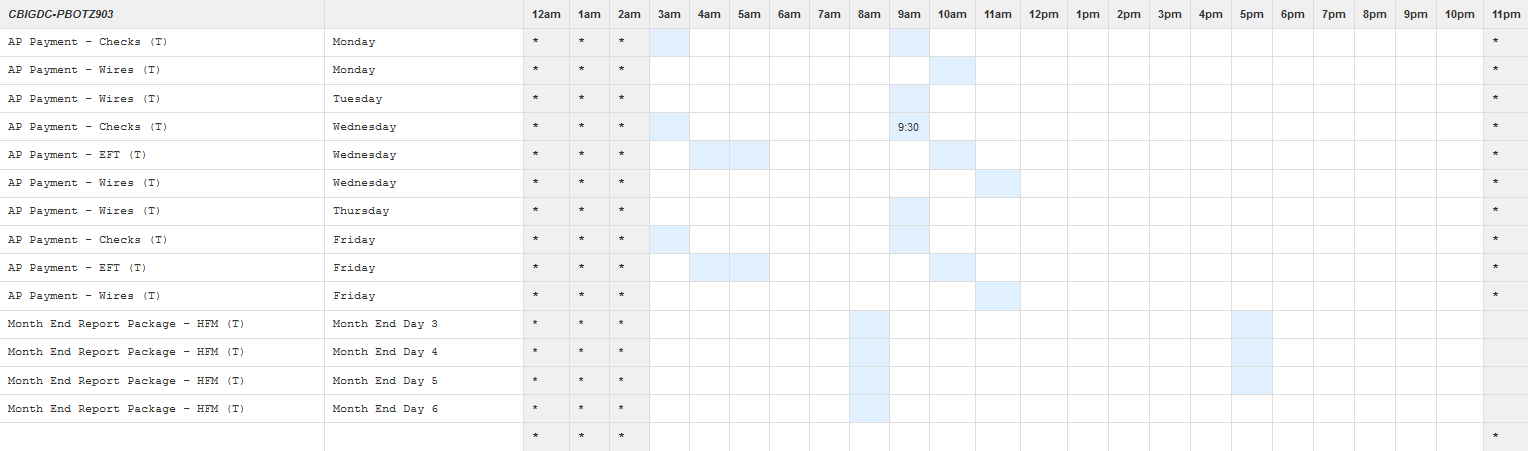 CBIGDC-PBOTZ903 12am 1am 2am 3am 4am 5am 6am 7am 8am 9am 10am 11am 12pm 1pm 2pm 3pm 4pm 5pm 6pm 7pm 8pm 9pm 10pm 11pm
AP Payment - Checks (T) Monday * * * *
AP Payment - Wires (T) Monday * * * *
AP Payment - Wires (T) Tuesday * * * *
AP Payment - Checks (T) Wednesday * * * 9:30 *
AP Payment - EFT (T) Wednesday * * * *
AP Payment - Wires (T) Wednesday * * * *
AP Payment - Wires (T) Thursday * * * *
AP Payment - Checks (T) Friday * * * *
AP Payment - EFT (T) Friday * * * *
AP Payment - Wires (T) Friday * * * *
Month End Report Package - HFM (T) Month End Day 3 * * *
Month End Report Package - HFM (T) Month End Day 4 * * *
Month End Report Package - HFM (T) Month End Day 5 * * *
Month End Report Package - HFM (T) Month End Day 6 * * *
* * * *